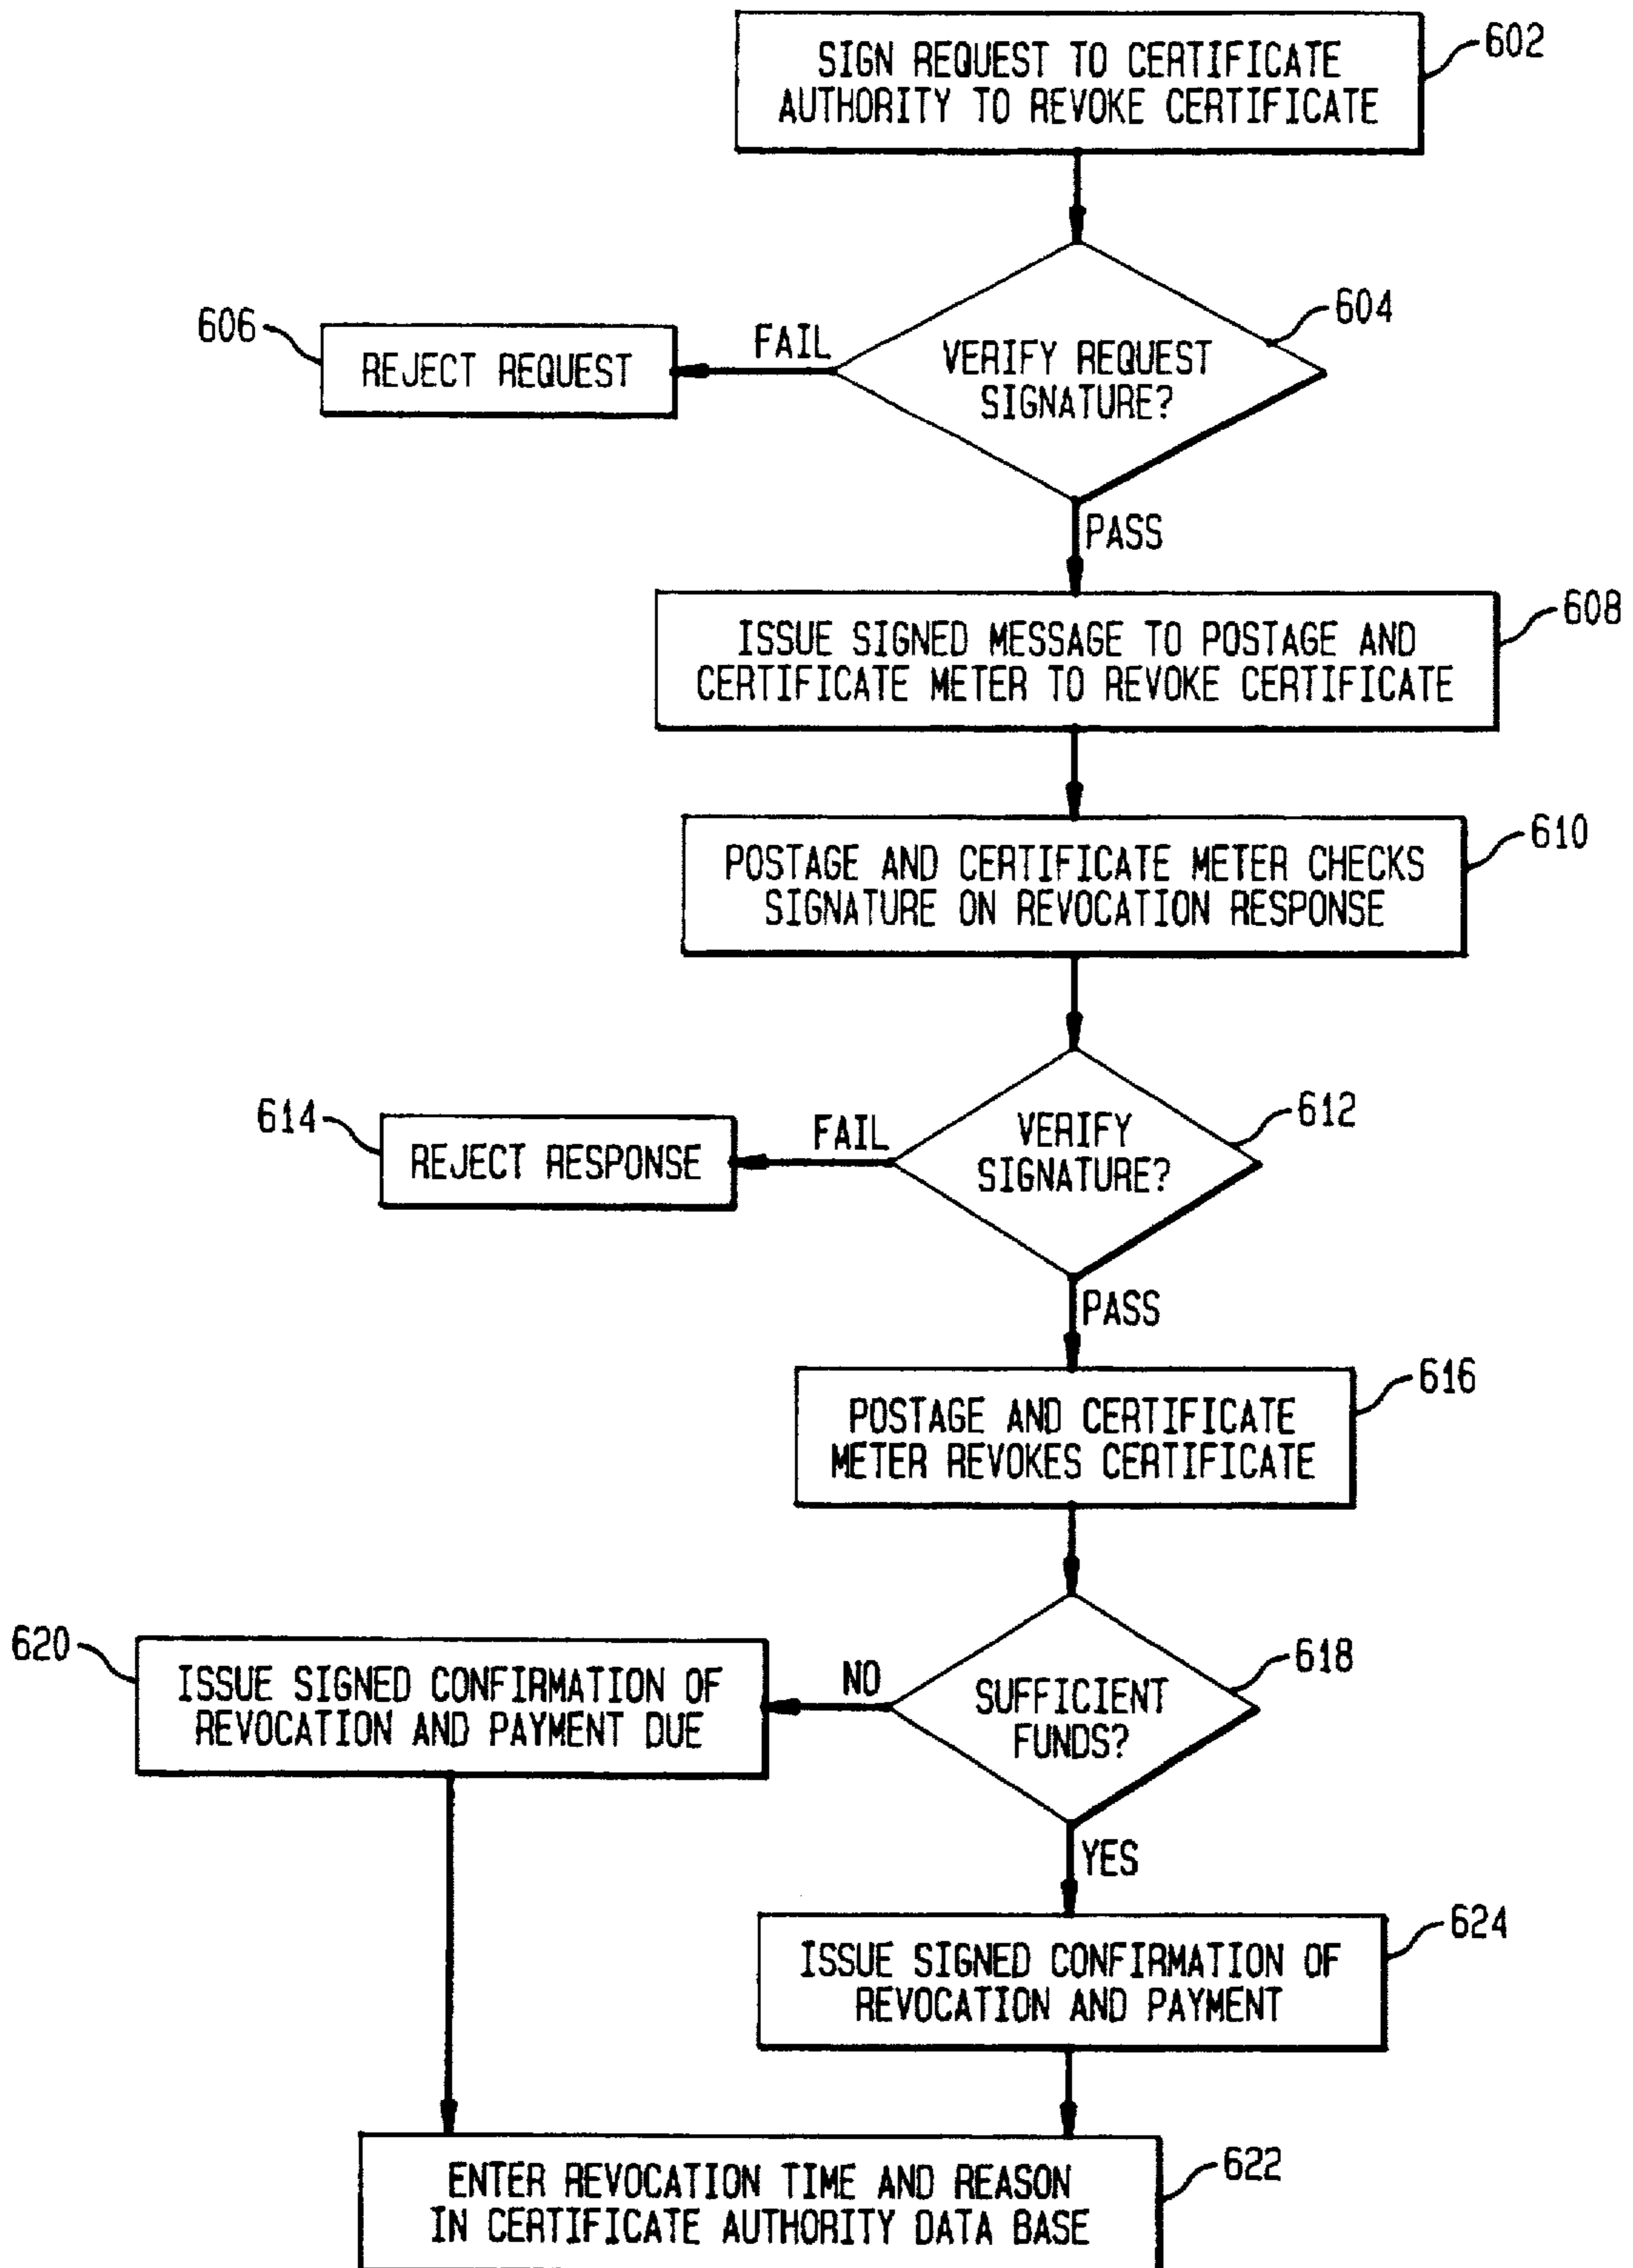 SIGN REQUEST TO CERTIFICATE
AUTHORITY TO REVOKE CERTIFICATE
602
604
VERIFY REQUEST
SIGNATURE?
FAIL
606
REJECT REQUEST
PASS
608
ISSUE SIGNED MESSAGE TO POSTAGE AND
CERTIFICATE METER TO REVOKE CERTIFICATE
610
POSTAGE AND CERTIFICATE METER CHECKS
SIGNATURE ON REVOCATION RESPONSE
612
VERIFY
SIGNATURE?
FAIL
614
REJECT RESPONSE
PASS
616
POSTAGE AND CERTIFICATE
METER REVOKES CERTIFICATE
618
SUFFICIENT
FUNDS?
NO
620
ISSUE SIGNED CONFIRMATION OF
REVOCATION AND PAYMENT DUE
YES
624
ISSUE SIGNED CONFIRMATION OF
REVOCATION AND PAYMENT
622
ENTER REVOCATION TIME AND REASON
IN CERTIFICATE AUTHORITY DATA BASE